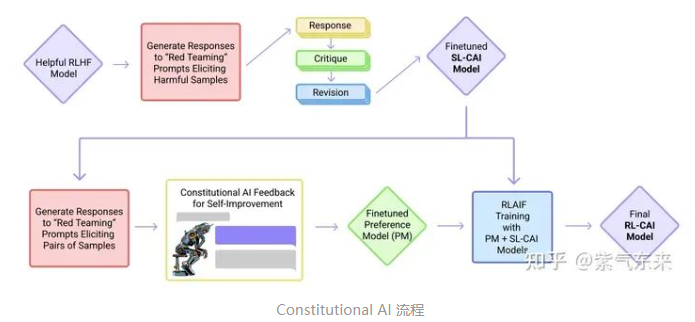 Helpful RLHF
Model
Generate Responses
to "Red Teaming"
Prompts Eliciting
Harmful Samples
Response
Critique
Revision
Finetuned
SL-CAI
Model
Generate Responses
to "Red Teaming"
Prompts Eliciting
Pairs of Samples
Constitutional AI Feedback
for Self-Improvement
Finetuned
Preference
Model (PM)
RLAIF
Training
with
PM + SL-CAI
Models
Final
RL-CAI
Model
知乎 @紫气东来
Constitutional AI 流程